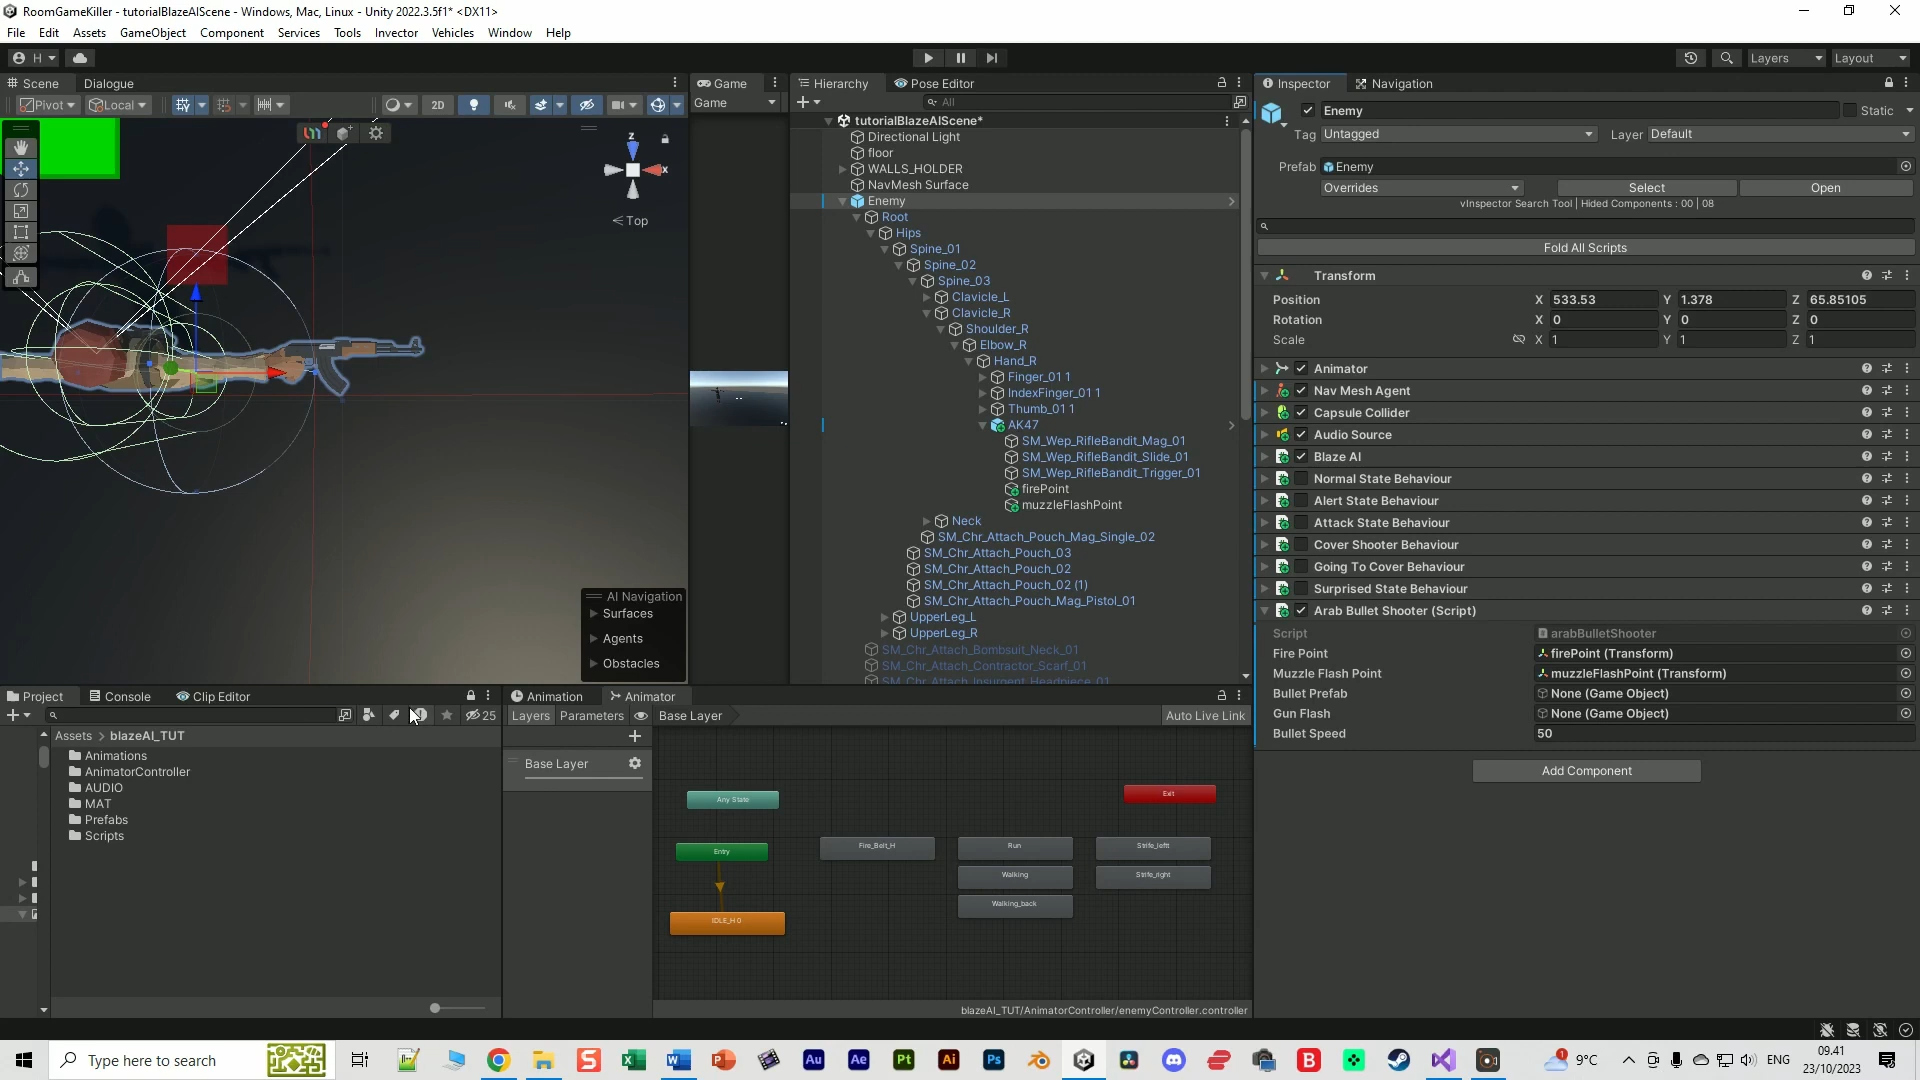 RoomGameKiller - tutorialBlazeAIScene - Windows, Mac, Linux - Unity 2022.3.5f1* <DX11>
File Edit Assets GameObject Component Services Tools Invector Vehicles Window Help
H
Layers Layout
Scene Dialogue
Game
Hierarchy Pose Editor
Inspector Navigation
Pivot Local 2D
Game
All
Enemy Static
Tag Untagged Layer Default
Prefab Enemy
Overrides Select Open
vInspector Search Tool | Hided Components : 00 | 08
Fold All Scripts
z
x
< Top
tutorialBlazeAIScene*
Directional Light
floor
WALLS_HOLDER
NavMesh Surface
Enemy
Root
Hips
Spine_01
Spine_02
Spine_03
Clavicle_L
Clavicle_R
Shoulder_R
Elbow_R
Hand_R
Finger_01 1
IndexFinger_01 1
Thumb_01 1
AK47
SM_Wep_RifleBandit_Mag_01
SM_Wep_RifleBandit_Slide_01
SM_Wep_RifleBandit_Trigger_01
firePoint
muzzleFlashPoint
Neck
SM_Chr_Attach_Pouch_Mag_Single_02
SM_Chr_Attach_Pouch_03
SM_Chr_Attach_Pouch_02
SM_Chr_Attach_Pouch_02 (1)
SM_Chr_Attach_Pouch_Mag_Pistol_01
UpperLeg_L
UpperLeg_R
SM_Chr_Attach_Bombsuit_Neck_01
SM_Chr_Attach_Contractor_Scarf_01
SM_Chr_Attach_Insurgent_Headpiece_01
AI Navigation
Surfaces
Agents
Obstacles
Transform
Position X 533.53 Y 1.378 Z 65.85105
Rotation X 0 Y 0 Z 0
Scale X 1 Y 1 Z 1
Animator
Nav Mesh Agent
Capsule Collider
Audio Source
Blaze AI
Normal State Behaviour
Alert State Behaviour
Attack State Behaviour
Cover Shooter Behaviour
Going To Cover Behaviour
Surprised State Behaviour
Arab Bullet Shooter (Script)
Script arabBulletShooter
Fire Point firePoint (Transform)
Muzzle Flash Point muzzleFlashPoint (Transform)
Bullet Prefab None (Game Object)
Gun Flash None (Game Object)
Bullet Speed 50
Add Component
Project Console Clip Editor
25
Assets > blazeAI_TUT
Animations
AnimatorController
AUDIO
MAT
Prefabs
Scripts
Animation Animator
Layers Parameters Base Layer Auto Live Link
Base Layer
Any State
Exit
Entry
Fire_Belt_H
Run
Strife_leftt
Walking
Strife_right
Walking_back
IDLE_H 0
blazeAI_TUT/AnimatorController/enemyController.controller
Type here to search
9°C
ENG
09.41
23/10/2023